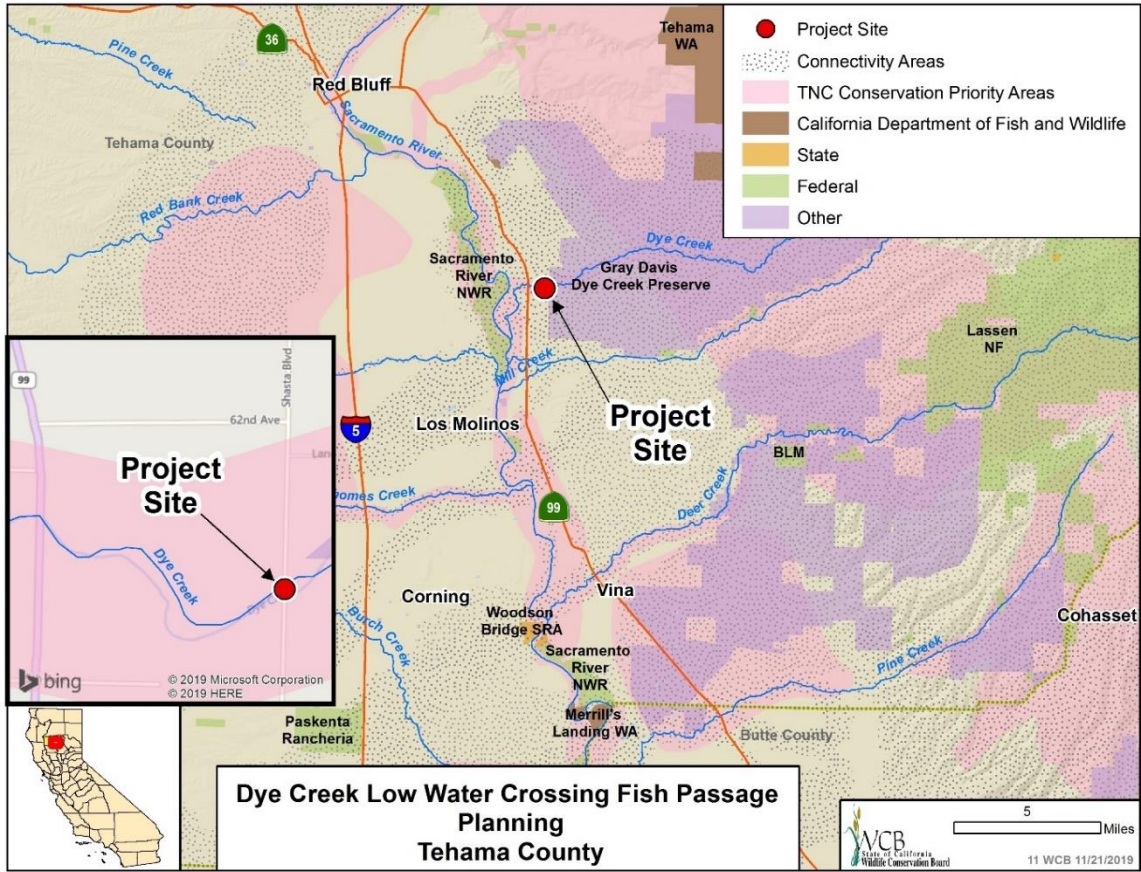 36
Tehama
WA
Project Site
Connectivity Areas
TNC Conservation Priority Areas
California Department of Fish and Wildlife
State
Federal
Other
Pine Creek
Red Bluff
Sacramento River
Tehama County
Red Bank Creek
Sacramento
River
NWR
Dye Creek
Gray Davis
Dye Creek Preserve
Lassen
NF
Mill Creek
Project
Site
5
Los Molinos
BLM
omes Creek
99
Deer Creek
Corning
Vina
Woodson
Bridge SRA
Burch Creek
Cohasset
Sacramento
River
NWR
Pine Creek
Paskenta
Rancheria
Merrill's
Landing WA
Butte County
99
Shasta Blvd
62nd Ave
Project
Site
Dye Creek
bing
© 2019 Microsoft Corporation
© 2019 HERE
Dye Creek Low Water Crossing Fish Passage
Planning
Tehama County
WCB
State of California
Wildlife Conservation Board
5
Miles
11 WCB 11/21/2019